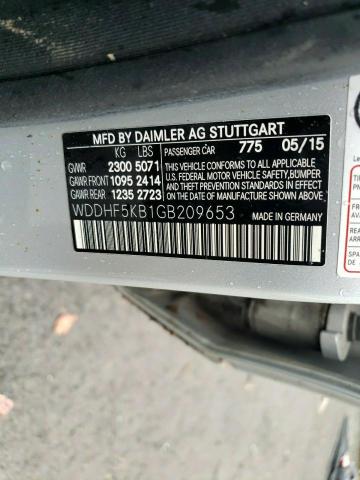 MFD BY DAIMLER AG STUTTGART
KG LBS PASSENGER CAR 775 05/15
GVWR 2300 5071 THIS VEHICLE CONFORMS TO ALL APPLICABLE
GAWR FRONT 1095 2414 U.S. FEDERAL MOTOR VEHICLE SAFETY, BUMPER
GAWR REAR 1235 2723 AND THEFT PREVENTION STANDARDS IN EFFECT
ON THE DATE OF MANUFACTURE SHOWN ABOVE.
WDDHF5KB1GB209653 MADE IN GERMANY